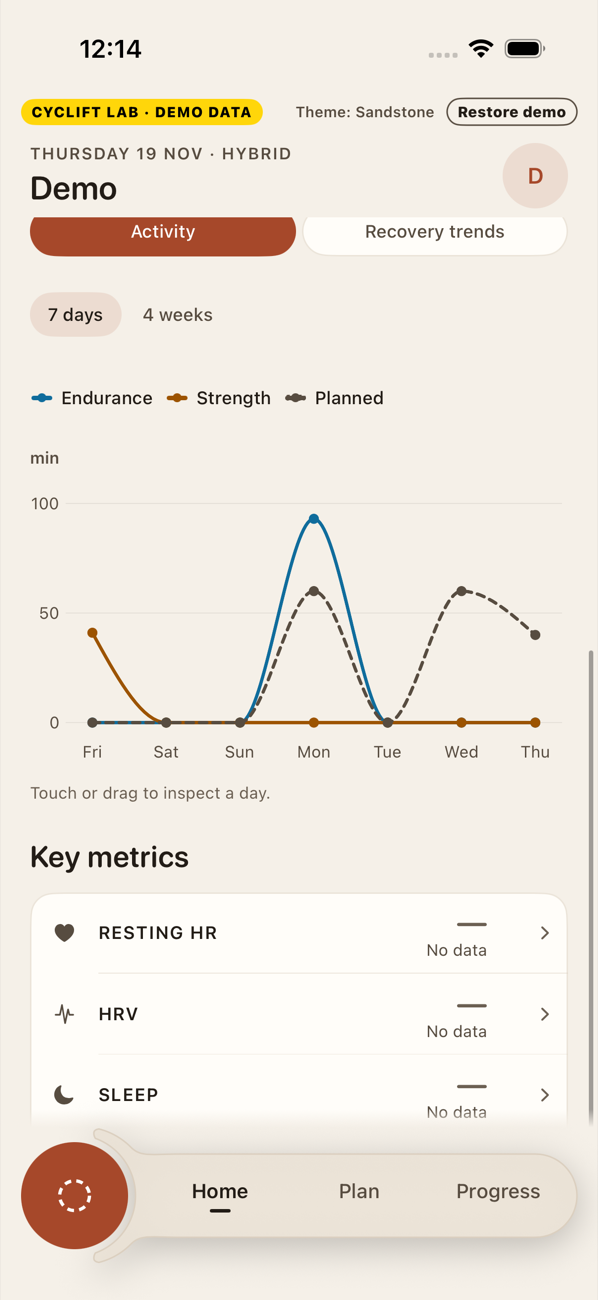 12:14
CYCLIFT LAB · DEMO DATA
Theme: Sandstone
Restore demo
THURSDAY 19 NOV · HYBRID
Demo
D
Activity
Recovery trends
7 days
4 weeks
Endurance
Strength
Planned
min
100
50
0
Fri Sat Sun Mon Tue Wed Thu
Touch or drag to inspect a day.
Key metrics
RESTING HR
No data
HRV
No data
SLEEP
No data
Home
Plan
Progress